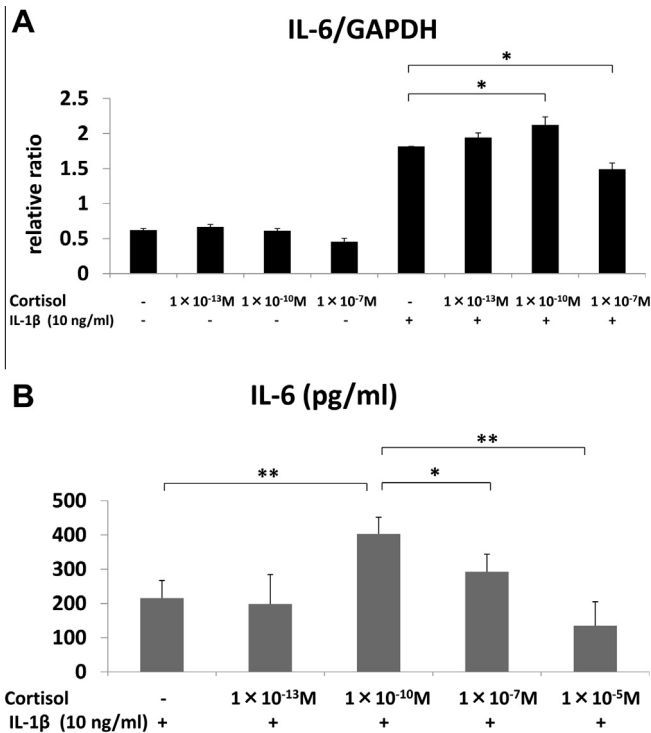 A
IL-6/GAPDH
*
*
relative ratio
2.5
2
1.5
1
0.5
0
Cortisol - 1×10⁻¹³M 1×10⁻¹⁰M 1×10⁻⁷M - 1×10⁻¹³M 1×10⁻¹⁰M 1×10⁻⁷M
IL-1β (10 ng/ml) - - - - + + + +
B
IL-6 (pg/ml)
**
** *
500
400
300
200
100
0
Cortisol - 1×10⁻¹³M 1×10⁻¹⁰M 1×10⁻⁷M 1×10⁻⁵M
IL-1β (10 ng/ml) + + + + +